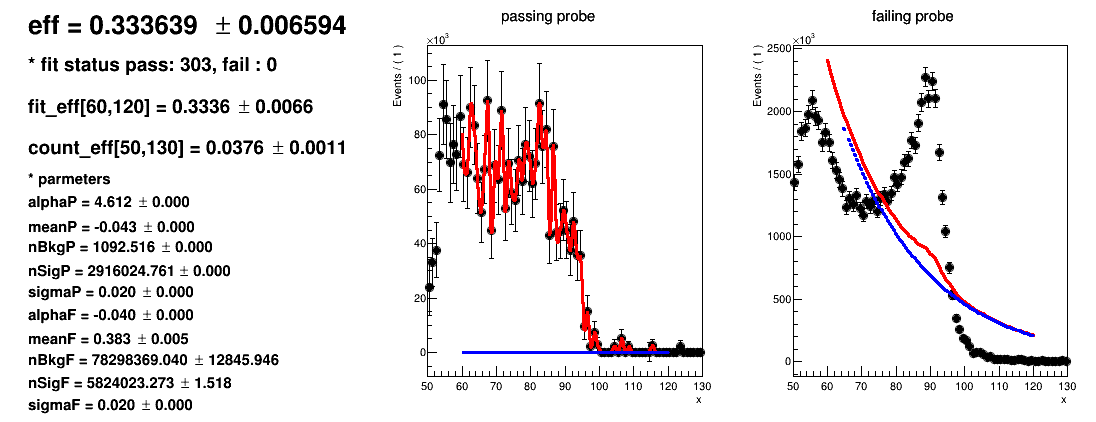 eff = 0.333639 ± 0.006594
* fit status pass: 303, fail : 0
fit_eff[60,120] = 0.3336 ± 0.0066
count_eff[50,130] = 0.0376 ± 0.0011
* parmeters
alphaP = 4.612 ± 0.000
meanP = -0.043 ± 0.000
nBkgP = 1092.516 ± 0.000
nSigP = 2916024.761 ± 0.000
sigmaP = 0.020 ± 0.000
alphaF = -0.040 ± 0.000
meanF = 0.383 ± 0.005
nBkgF = 78298369.040 ± 12845.946
nSigF = 5824023.273 ± 1.518
sigmaF = 0.020 ± 0.000
passing probe
×10³
Events / ( 1 )
100
80
60
40
20
0
50 60 70 80 90 100 110 120 130
x
failing probe
×10³
Events / ( 1 )
2500
2000
1500
1000
500
0
50 60 70 80 90 100 110 120 130
x